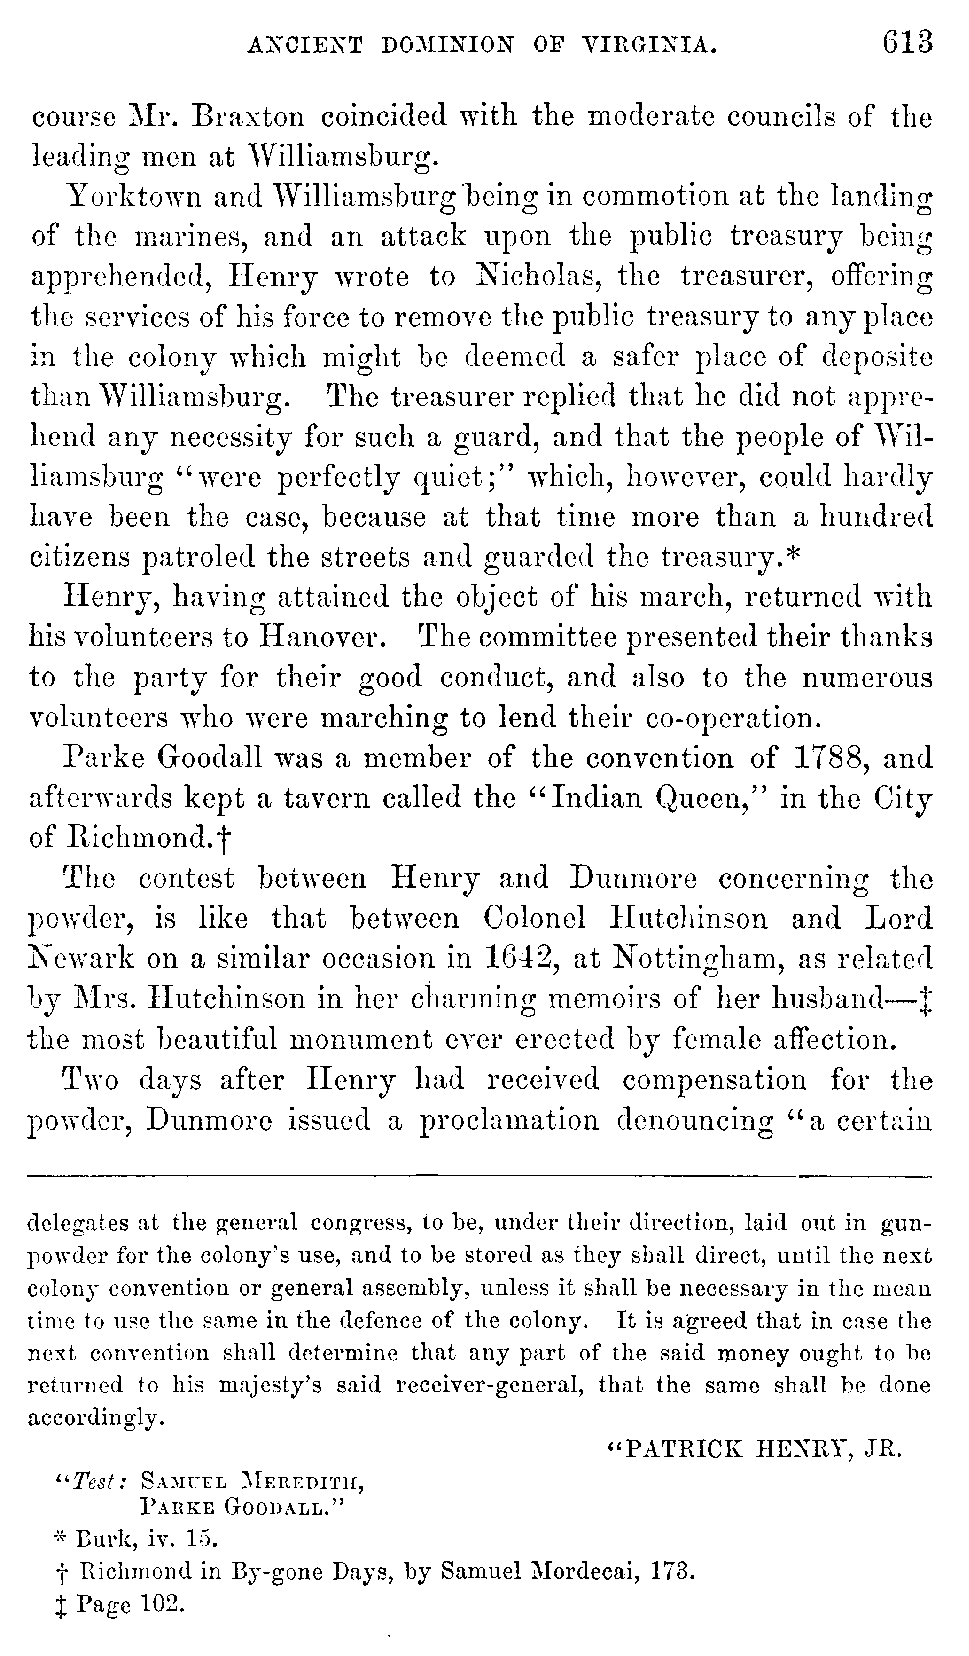 ANCIENT DOMINION OF VIRGINIA. 613
course Mr. Braxton coincided with the moderate councils of the
leading men at Williamsburg.
Yorktown and Williamsburg being in commotion at the landing
of the marines, and an attack upon the public treasury being
apprehended, Henry wrote to Nicholas, the treasurer, offering
the services of his force to remove the public treasury to any place
in the colony which might be deemed a safer place of deposite
than Williamsburg. The treasurer replied that he did not appre-
hend any necessity for such a guard, and that the people of Wil-
liamsburg "were perfectly quiet;" which, however, could hardly
have been the case, because at that time more than a hundred
citizens patroled the streets and guarded the treasury.*
Henry, having attained the object of his march, returned with
his volunteers to Hanover. The committee presented their thanks
to the party for their good conduct, and also to the numerous
volunteers who were marching to lend their co-operation.
Parke Goodall was a member of the convention of 1788, and
afterwards kept a tavern called the "Indian Queen," in the City
of Richmond.†
The contest between Henry and Dunmore concerning the
powder, is like that between Colonel Hutchinson and Lord
Newark on a similar occasion in 1642, at Nottingham, as related
by Mrs. Hutchinson in her charming memoirs of her husband—‡
the most beautiful monument ever erected by female affection.
Two days after Henry had received compensation for the
powder, Dunmore issued a proclamation denouncing "a certain
delegates at the general congress, to be, under their direction, laid out in gun-
powder for the colony's use, and to be stored as they shall direct, until the next
colony convention or general assembly, unless it shall be necessary in the mean
time to use the same in the defence of the colony. It is agreed that in case the
next convention shall determine that any part of the said money ought to be
returned to his majesty's said receiver-general, that the same shall be done
accordingly.
"PATRICK HENRY, JR.
"Test: SAMUEL MEREDITH,
PARKE GOODALL."
* Burk, iv. 15.
† Richmond in By-gone Days, by Samuel Mordecai, 173.
‡ Page 102.